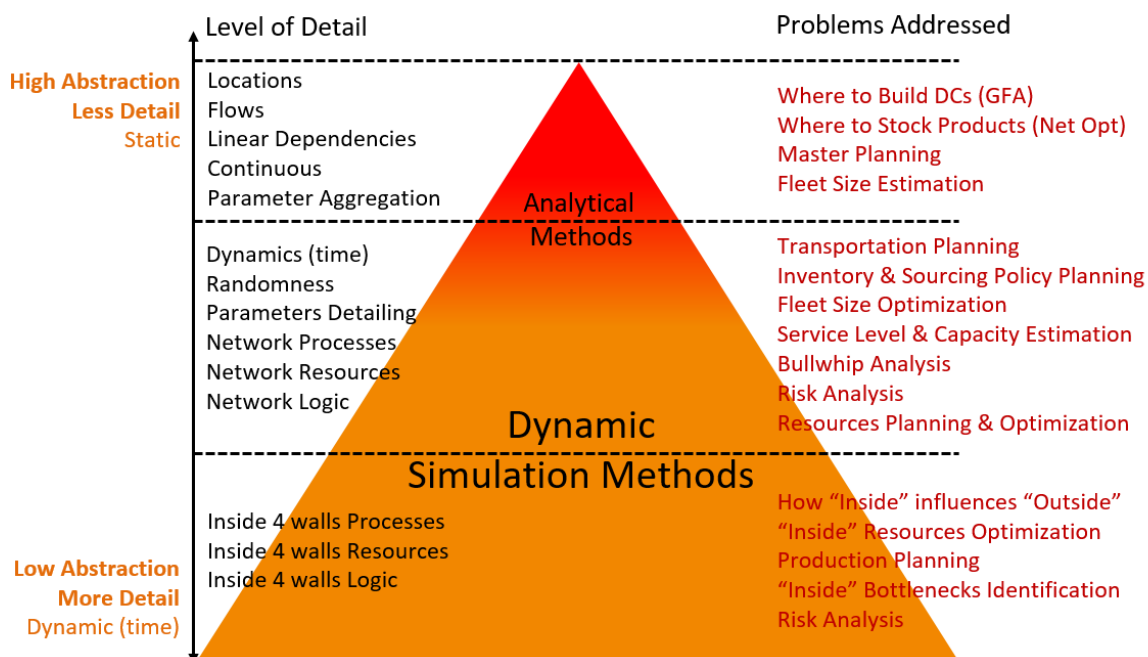 Level of Detail
Problems Addressed
High Abstraction
Less Detail
Static
Locations
Flows
Linear Dependencies
Continuous
Parameter Aggregation
Where to Build DCs (GFA)
Where to Stock Products (Net Opt)
Master Planning
Fleet Size Estimation
Analytical
Methods
Dynamics (time)
Randomness
Parameters Detailing
Network Processes
Network Resources
Network Logic
Transportation Planning
Inventory & Sourcing Policy Planning
Fleet Size Optimization
Service Level & Capacity Estimation
Bullwhip Analysis
Risk Analysis
Resources Planning & Optimization
Dynamic
Simulation Methods
Low Abstraction
More Detail
Dynamic (time)
Inside 4 walls Processes
Inside 4 walls Resources
Inside 4 walls Logic
How “Inside” influences “Outside”
“Inside” Resources Optimization
Production Planning
“Inside” Bottlenecks Identification
Risk Analysis